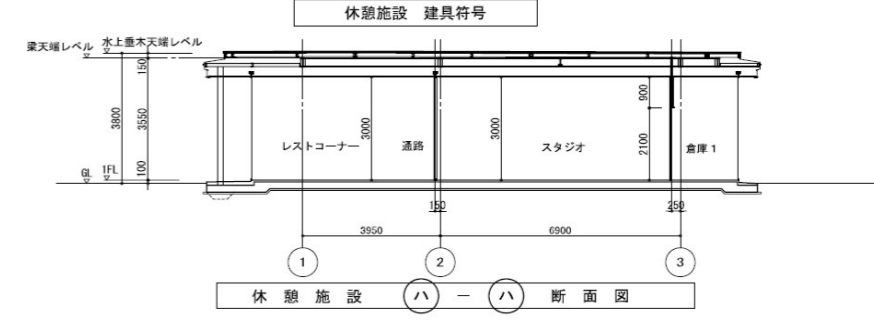 休憩施設 建具符号
梁天端レベル 水上垂木天端レベル
150
3800
3550
100
GL 1FL
レストコーナー 3000 通路 3000 スタジオ 900 2100 倉庫1
150 250
3950 6900
1 2 3
休憩施設 ハ - ハ 断面図